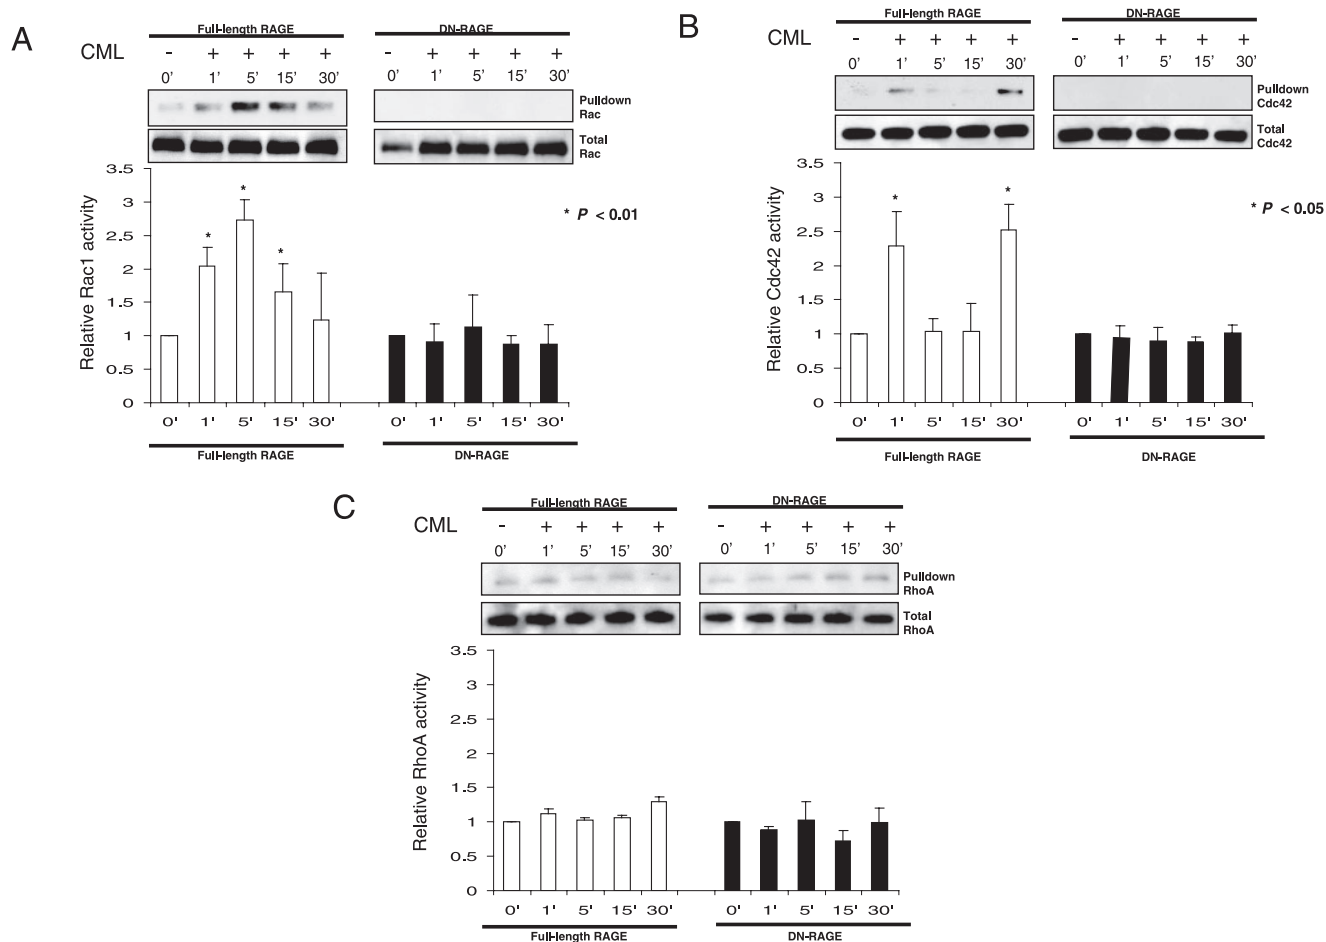 A
Full-length RAGE
DN-RAGE
CML - + + + + - + + + +
0' 1' 5' 15' 30' 0' 1' 5' 15' 30'
Pulldown
Rac
Total
Rac
Relative Rac1 activity
3.5
3
2.5
2
1.5
1
0.5
0
* * *
* P < 0.01
0' 1' 5' 15' 30' 0' 1' 5' 15' 30'
Full-length RAGE
DN-RAGE
B
Full-length RAGE
DN-RAGE
CML - + + + + - + + + +
0' 1' 5' 15' 30' 0' 1' 5' 15' 30'
Pulldown
Cdc42
Total
Cdc42
Relative Cdc42 activity
3.5
3
2.5
2
1.5
1
0.5
0
* *
* P < 0.05
0' 1' 5' 15' 30' 0' 1' 5' 15' 30'
Full-length RAGE
DN-RAGE
C
Full-length RAGE
DN-RAGE
CML - + + + + - + + + +
0' 1' 5' 15' 30' 0' 1' 5' 15' 30'
Pulldown
RhoA
Total
RhoA
Relative RhoA activity
3.5
3
2.5
2
1.5
1
0.5
0
0' 1' 5' 15' 30' 0' 1' 5' 15' 30'
Full-length RAGE
DN-RAGE